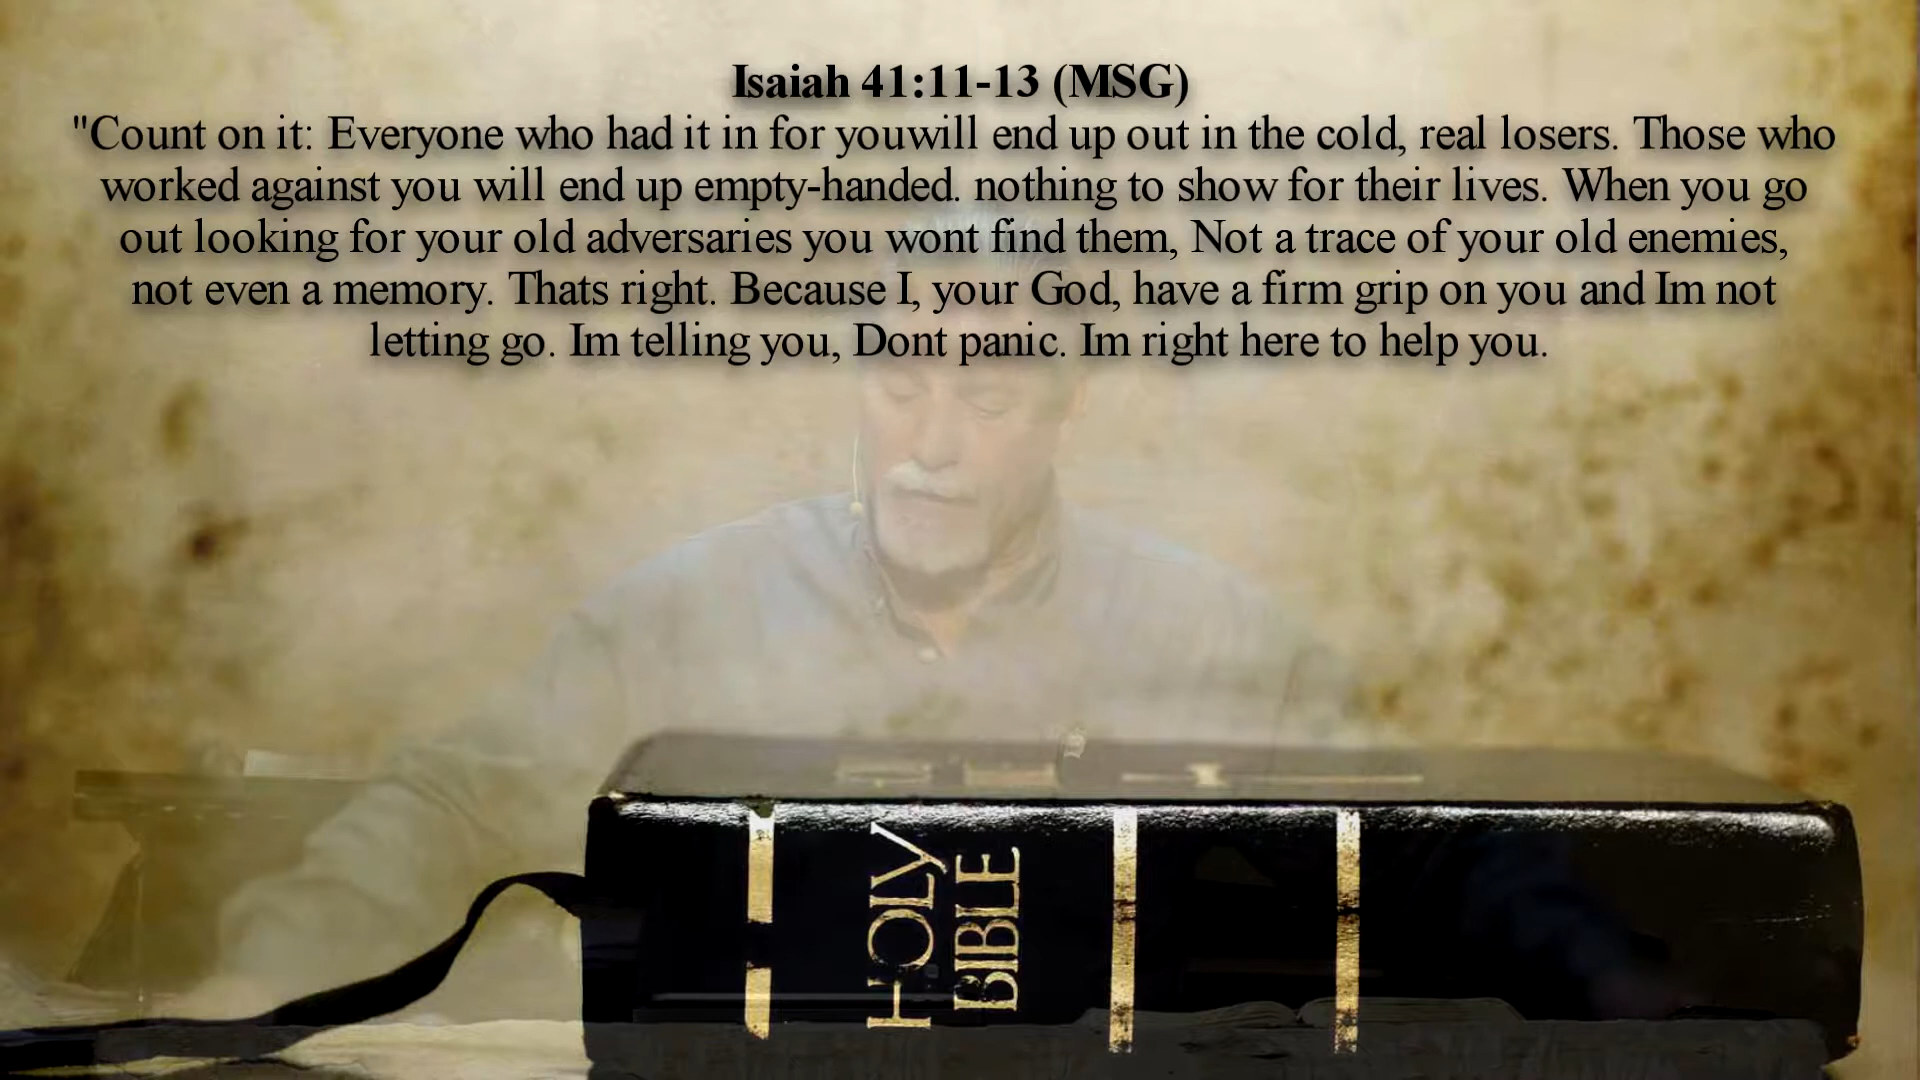 Isaiah 41:11-13 (MSG)
"Count on it: Everyone who had it in for youwill end up out in the cold, real losers. Those who
worked against you will end up empty-handed. nothing to show for their lives. When you go
out looking for your old adversaries you wont find them, Not a trace of your old enemies,
not even a memory. Thats right. Because I, your God, have a firm grip on you and Im not
letting go. Im telling you, Dont panic. Im right here to help you.
HOLY
BIBLE